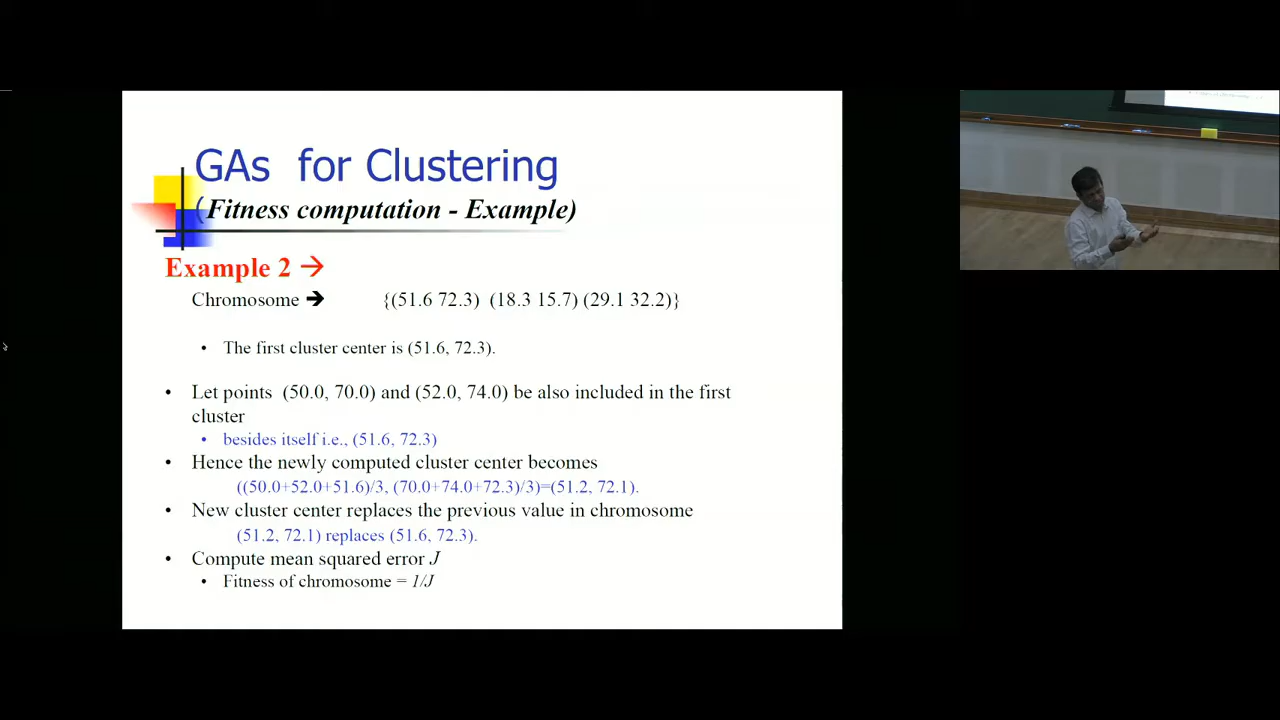 GAs for Clustering
(Fitness computation - Example)
Example 2 →
Chromosome ➔ {(51.6 72.3) (18.3 15.7) (29.1 32.2)}
• The first cluster center is (51.6, 72.3).
• Let points (50.0, 70.0) and (52.0, 74.0) be also included in the first
cluster
• besides itself i.e., (51.6, 72.3)
• Hence the newly computed cluster center becomes
((50.0+52.0+51.6)/3, (70.0+74.0+72.3)/3)=(51.2, 72.1).
• New cluster center replaces the previous value in chromosome
(51.2, 72.1) replaces (51.6, 72.3).
• Compute mean squared error J
• Fitness of chromosome = 1/J